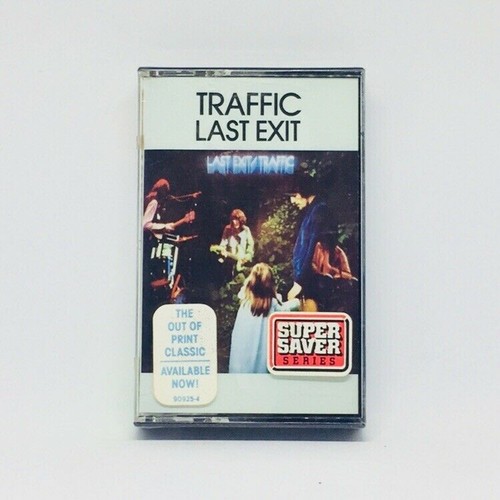 TRAFFIC
LAST EXIT
LAST EXIT/TRAFFIC
THE
OUT OF
PRINT
CLASSIC
AVAILABLE
NOW!
90925-4
SUPER
SAVER
SERIES